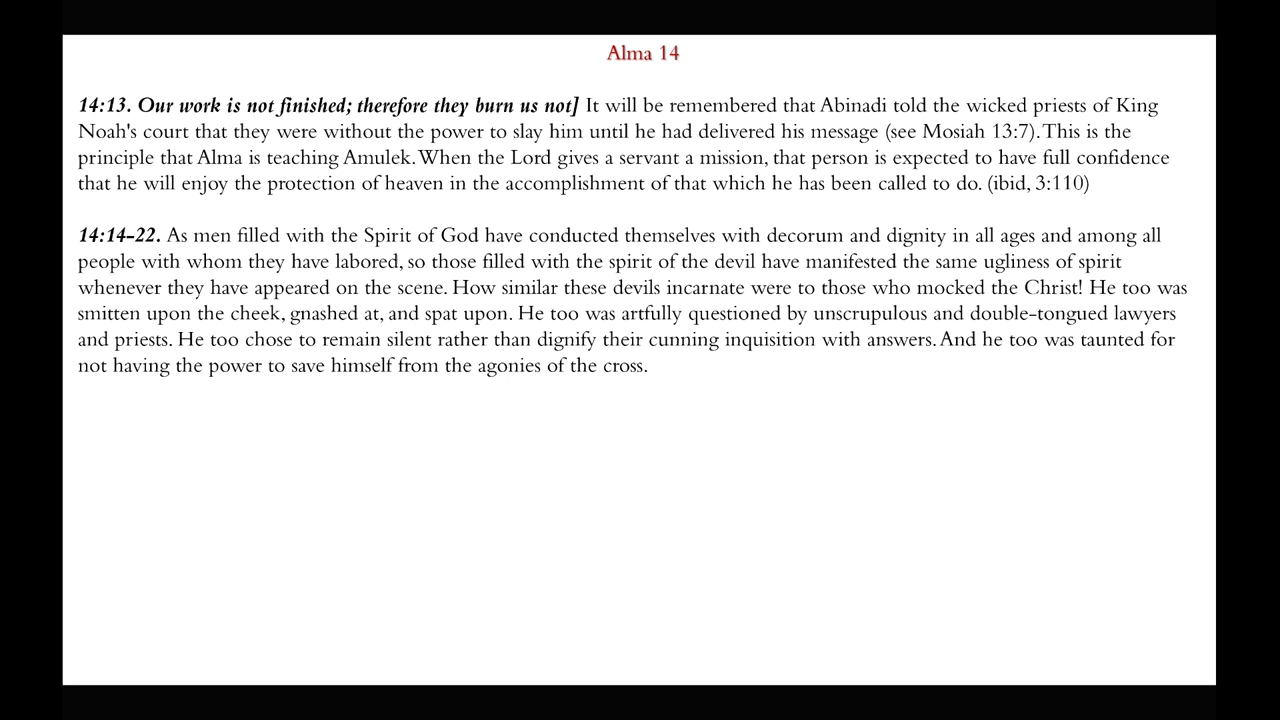 Alma 14
14:13. Our work is not finished; therefore they burn us not] It will be remembered that Abinadi told the wicked priests of King
Noah's court that they were without the power to slay him until he had delivered his message (see Mosiah 13:7). This is the
principle that Alma is teaching Amulek. When the Lord gives a servant a mission, that person is expected to have full confidence
that he will enjoy the protection of heaven in the accomplishment of that which he has been called to do. (ibid, 3:110)
14:14-22. As men filled with the Spirit of God have conducted themselves with decorum and dignity in all ages and among all
people with whom they have labored, so those filled with the spirit of the devil have manifested the same ugliness of spirit
whenever they have appeared on the scene. How similar these devils incarnate were to those who mocked the Christ! He too was
smitten upon the cheek, gnashed at, and spat upon. He too was artfully questioned by unscrupulous and double-tongued lawyers
and priests. He too chose to remain silent rather than dignify their cunning inquisition with answers. And he too was taunted for
not having the power to save himself from the agonies of the cross.